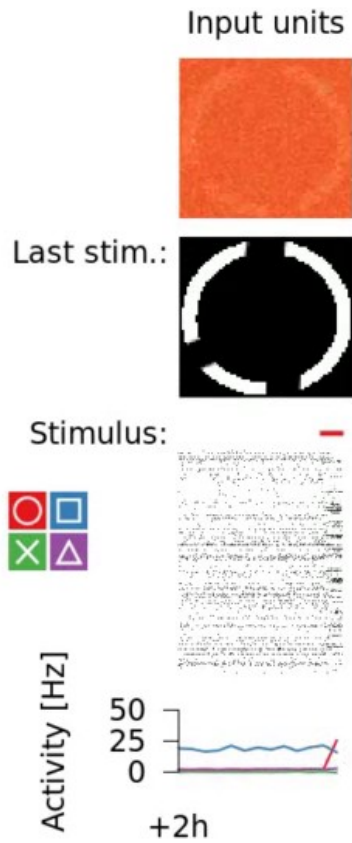 Input units
Last stim.:
Stimulus:
Activity [Hz]
50
25
0
+2h